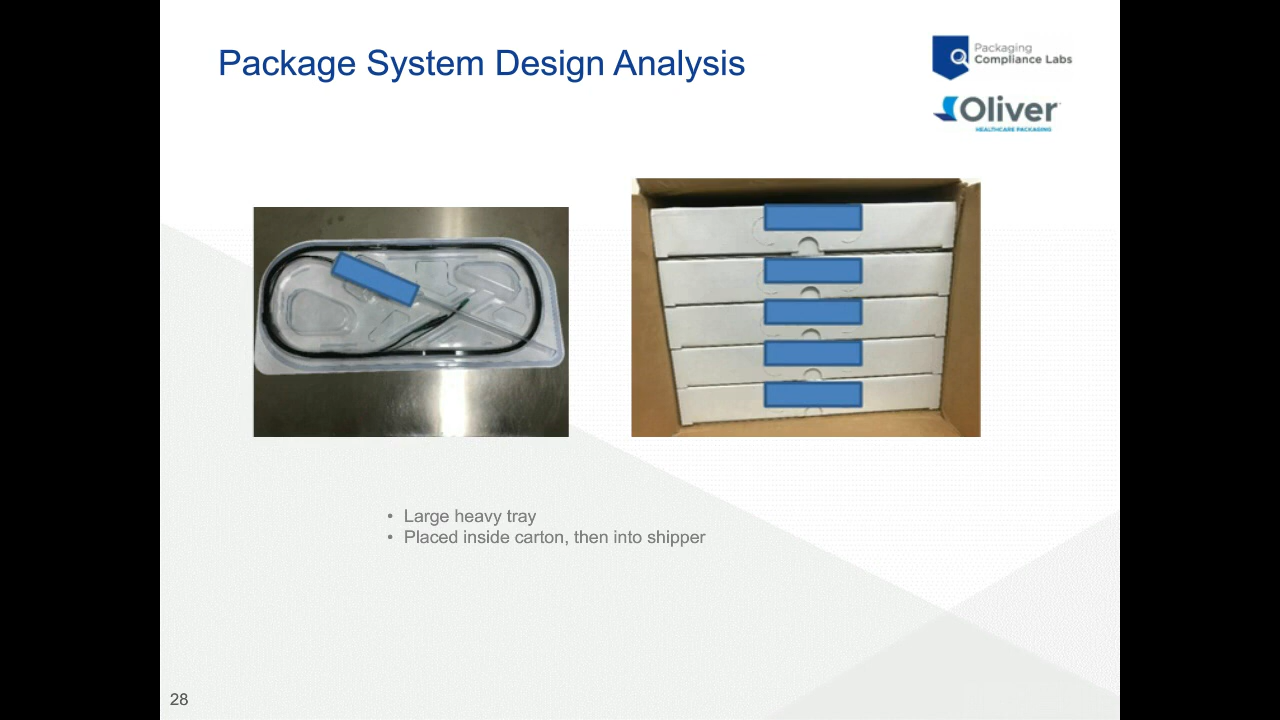 Package System Design Analysis
Packaging
Compliance Labs
Oliver
HEALTHCARE PACKAGING
• Large heavy tray
• Placed inside carton, then into shipper
28